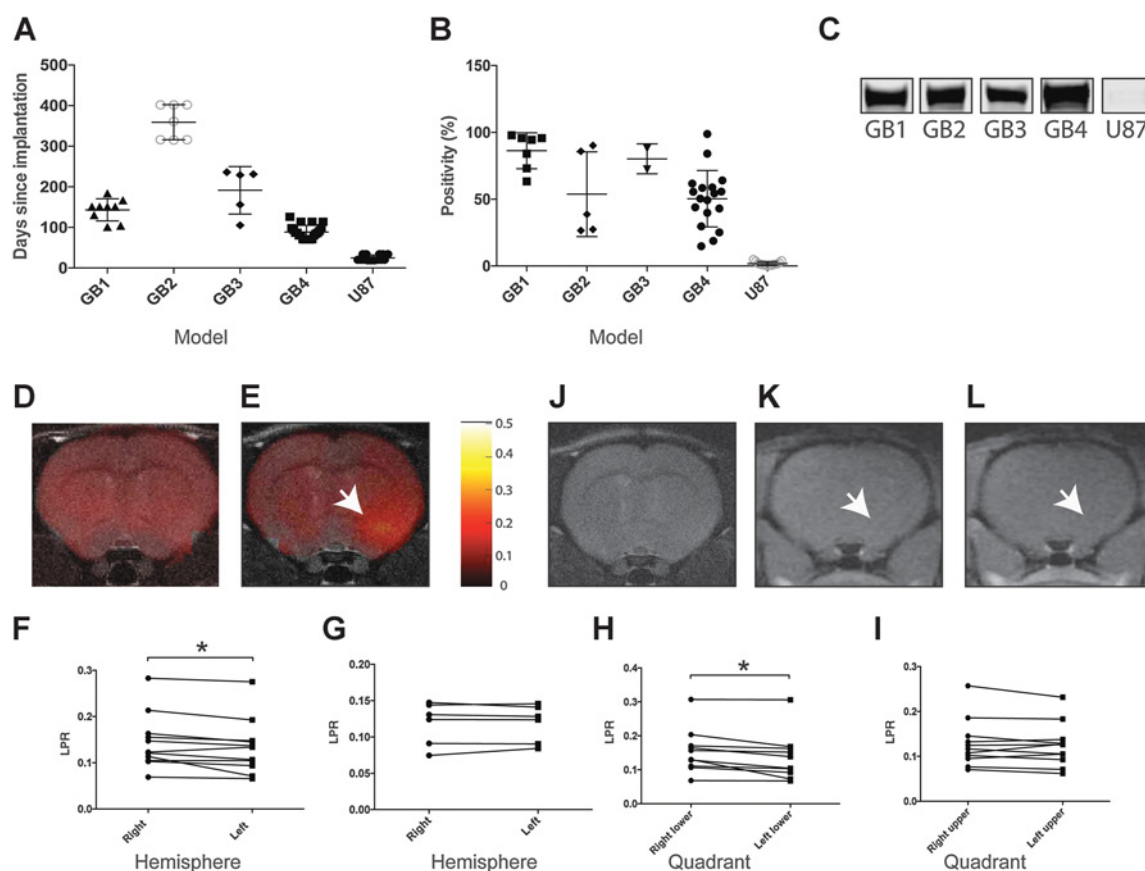 A
B
C
Days since implantation
500
400
300
200
100
0
GB1
GB2
GB3
GB4
U87
Model
Positivity (%)
150
100
50
0
GB1
GB2
GB3
GB4
U87
Model
GB1 GB2 GB3 GB4 U87
D
E
0.5
0.4
0.3
0.2
0.1
0
J
K
L
F
*
LPR
0.3
0.2
0.1
0.0
Right
Left
Hemisphere
G
LPR
0.20
0.15
0.10
0.05
0.00
Right
Left
Hemisphere
H
*
LPR
0.4
0.3
0.2
0.1
0.0
Right lower
Left lower
Quadrant
I
LPR
0.3
0.2
0.1
0.0
Right upper
Left upper
Quadrant